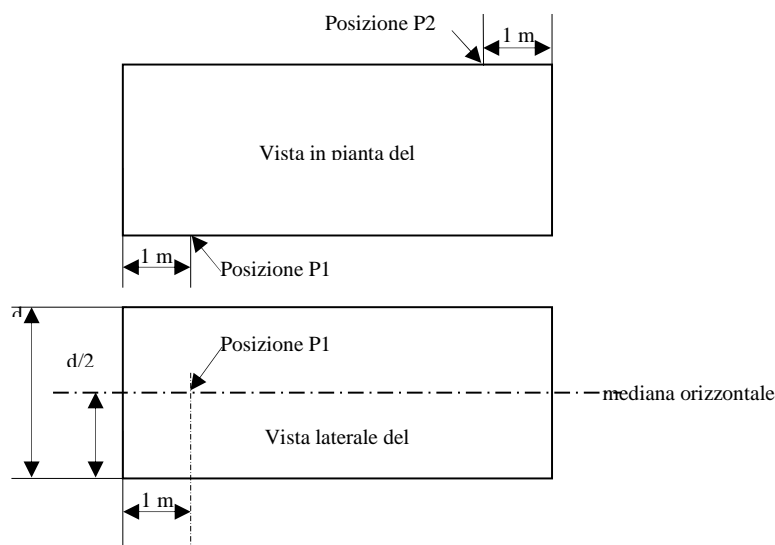 Posizione P2
1 m
Vista in pianta del
1 m
Posizione P1
d
d/2
Posizione P1
mediana orizzontale
Vista laterale del
1 m